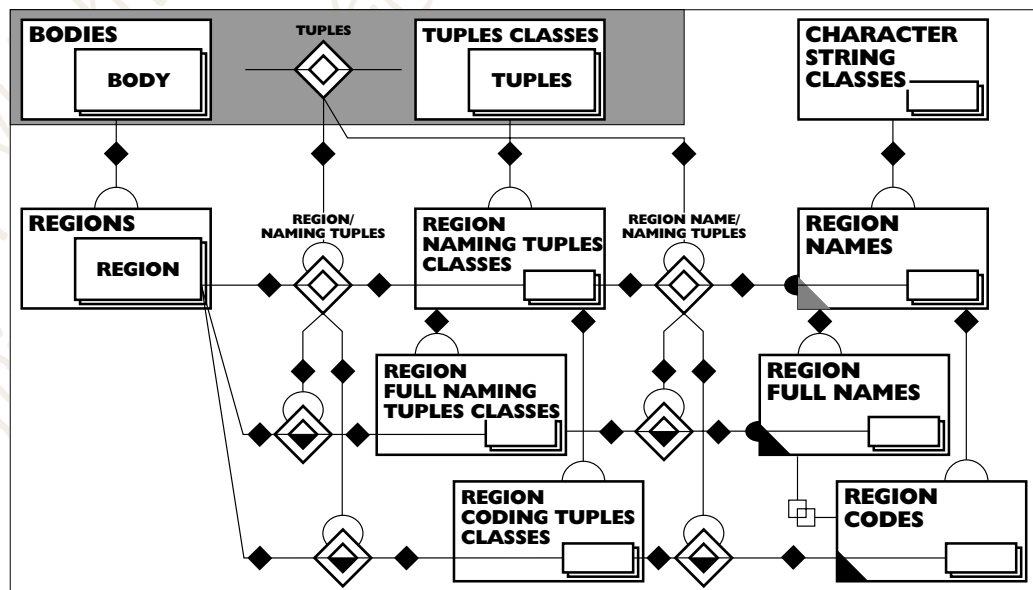 BODIES
BODY
TUPLES
TUPLES CLASSES
TUPLES
CHARACTER
STRING
CLASSES
REGIONS
REGION
REGION/
NAMING TUPLES
REGION
NAMING TUPLES
CLASSES
REGION NAME/
NAMING TUPLES
REGION
NAMES
REGION
FULL NAMING
TUPLES CLASSES
REGION
FULL NAMES
REGION
CODING TUPLES
CLASSES
REGION
CODES